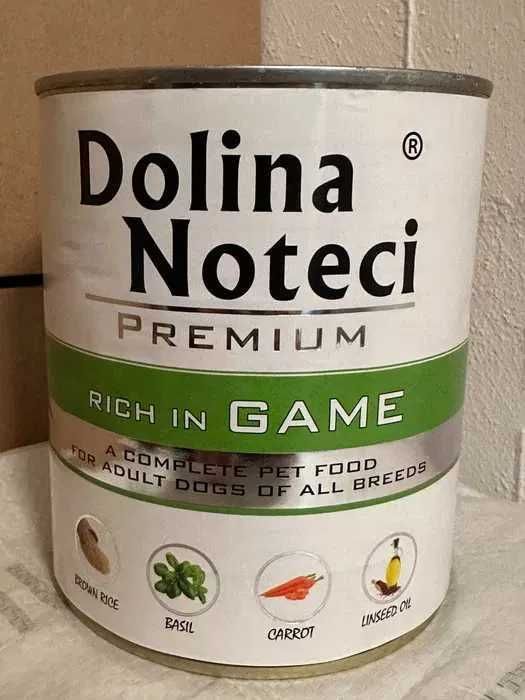 Dolina ®
Noteci
PREMIUM
RICH IN GAME
A COMPLETE PET FOOD
FOR ADULT DOGS OF ALL BREEDS
BROWN RICE
BASIL
CARROT
LINSEED OIL